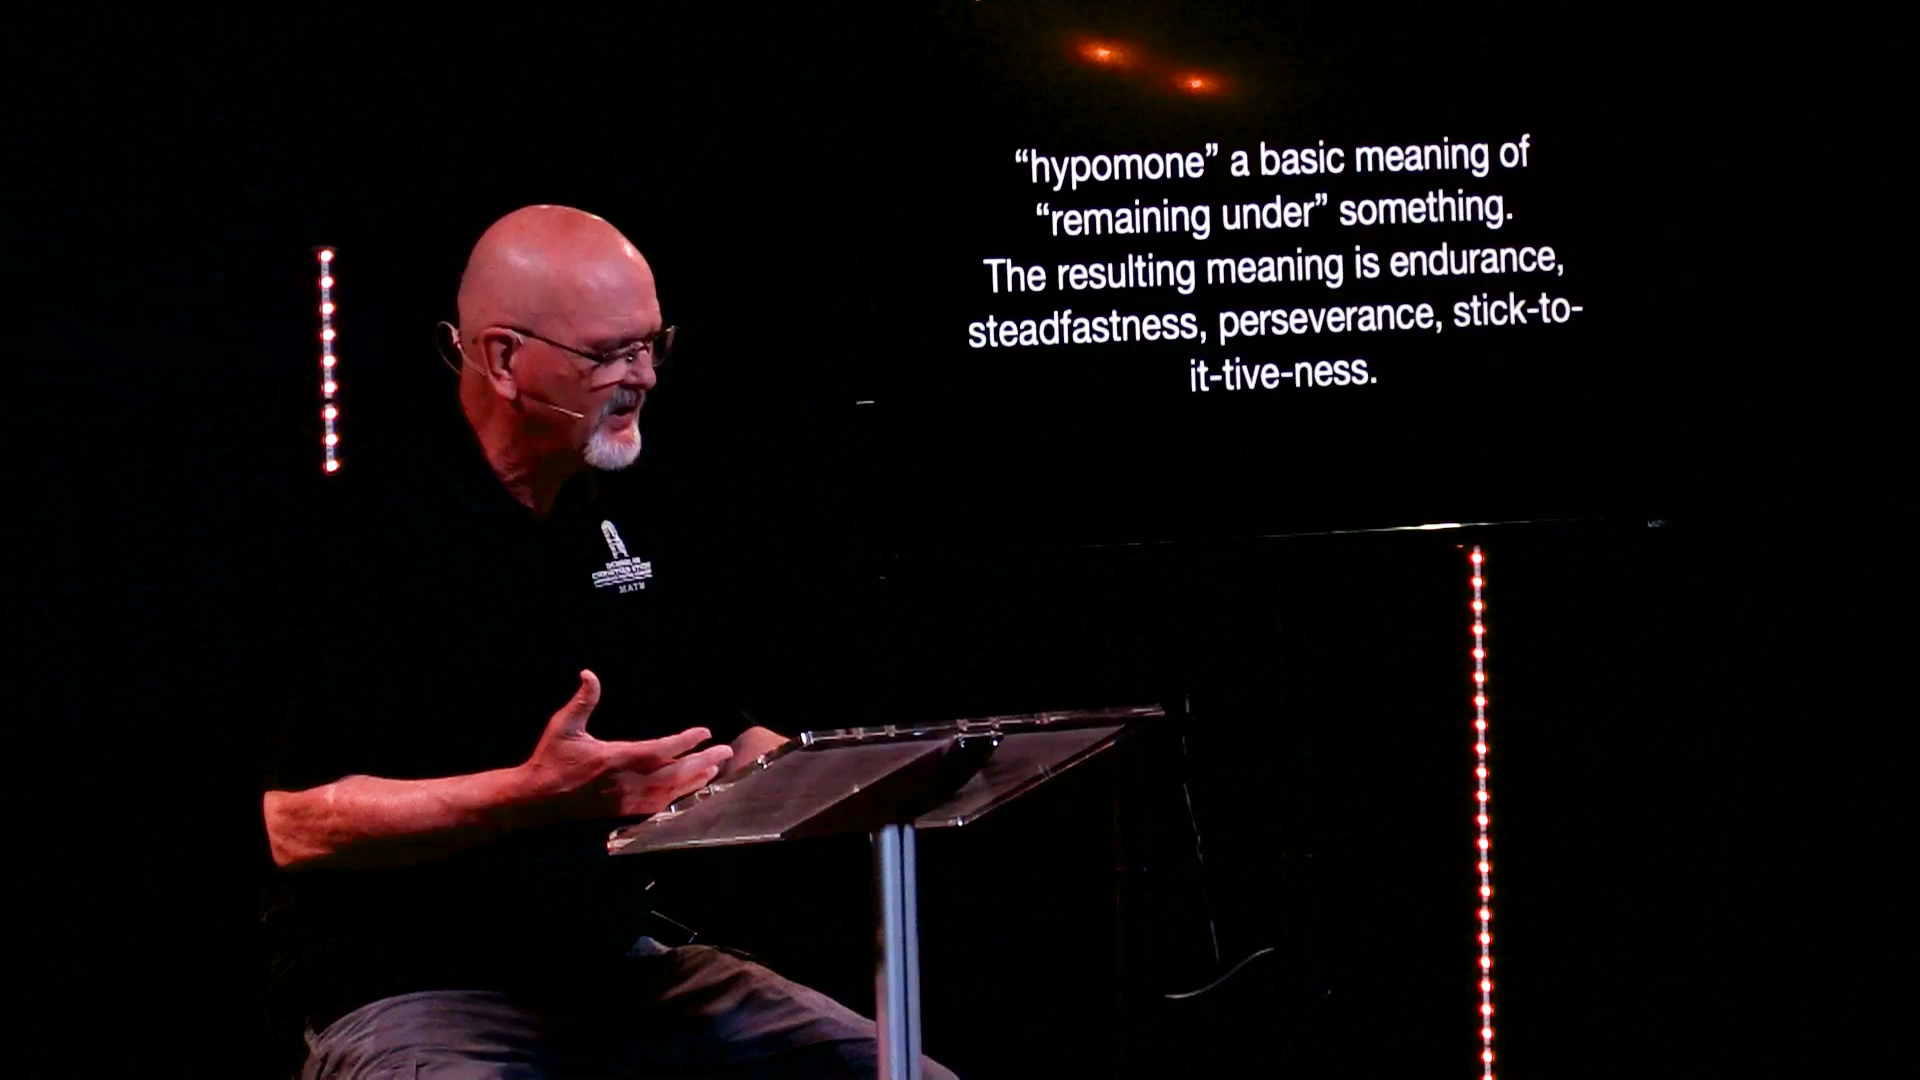 “hypomone” a basic meaning of
“remaining under” something.
The resulting meaning is endurance,
steadfastness, perseverance, stick-to-
it-tive-ness.